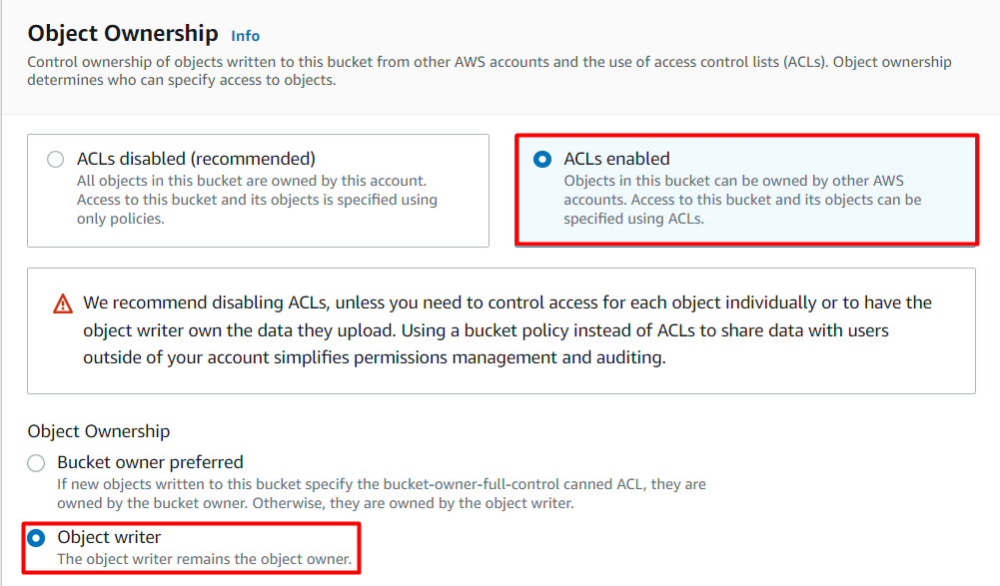 Object Ownership Info
Control ownership of objects written to this bucket from other AWS accounts and the use of access control lists (ACLs). Object ownership
determines who can specify access to objects.
ACLs disabled (recommended)
All objects in this bucket are owned by this account.
Access to this bucket and its objects is specified using
only policies.
ACLs enabled
Objects in this bucket can be owned by other AWS
accounts. Access to this bucket and its objects can be
specified using ACLs.
We recommend disabling ACLs, unless you need to control access for each object individually or to have the
object writer own the data they upload. Using a bucket policy instead of ACLs to share data with users
outside of your account simplifies permissions management and auditing.
Object Ownership
Bucket owner preferred
If new objects written to this bucket specify the bucket-owner-full-control canned ACL, they are
owned by the bucket owner. Otherwise, they are owned by the object writer.
Object writer
The object writer remains the object owner.